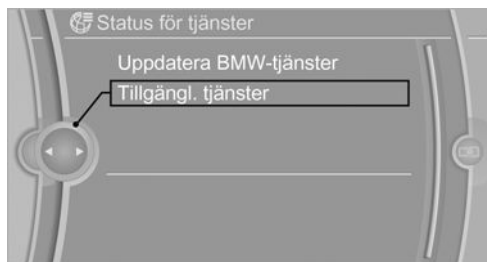 Status för tjänster
Uppdatera BMW-tjänster
Tillgängl. tjänster